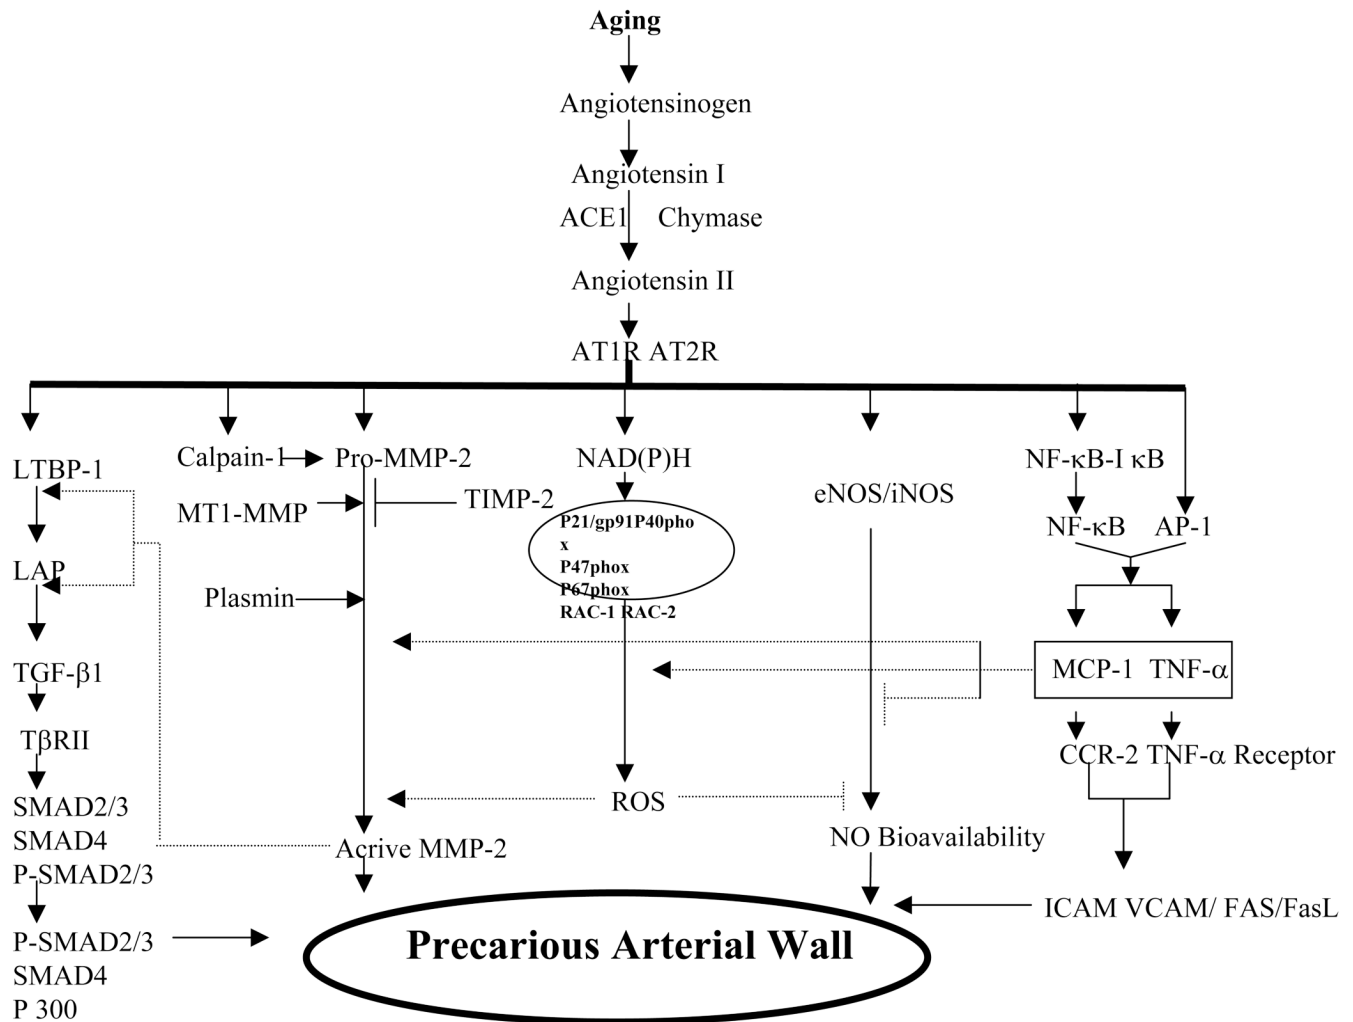 Aging
Angiotensinogen
Angiotensin I
ACE1 Chymase
Angiotensin II
AT1R AT2R
LTBP-1
LAP
TGF-β1
TβRII
SMAD2/3
SMAD4
P-SMAD2/3
P-SMAD2/3
SMAD4
P 300
Calpain-1
Pro-MMP-2
MT1-MMP
TIMP-2
Plasmin
Acrive MMP-2
NAD(P)H
P21/gp91P40pho
x
P47phox
P67phox
RAC-1 RAC-2
ROS
eNOS/iNOS
NO Bioavailability
NF-κB-I κB
NF-κB
AP-1
MCP-1 TNF-α
CCR-2 TNF-α Receptor
ICAM VCAM/ FAS/FasL
Precarious Arterial Wall